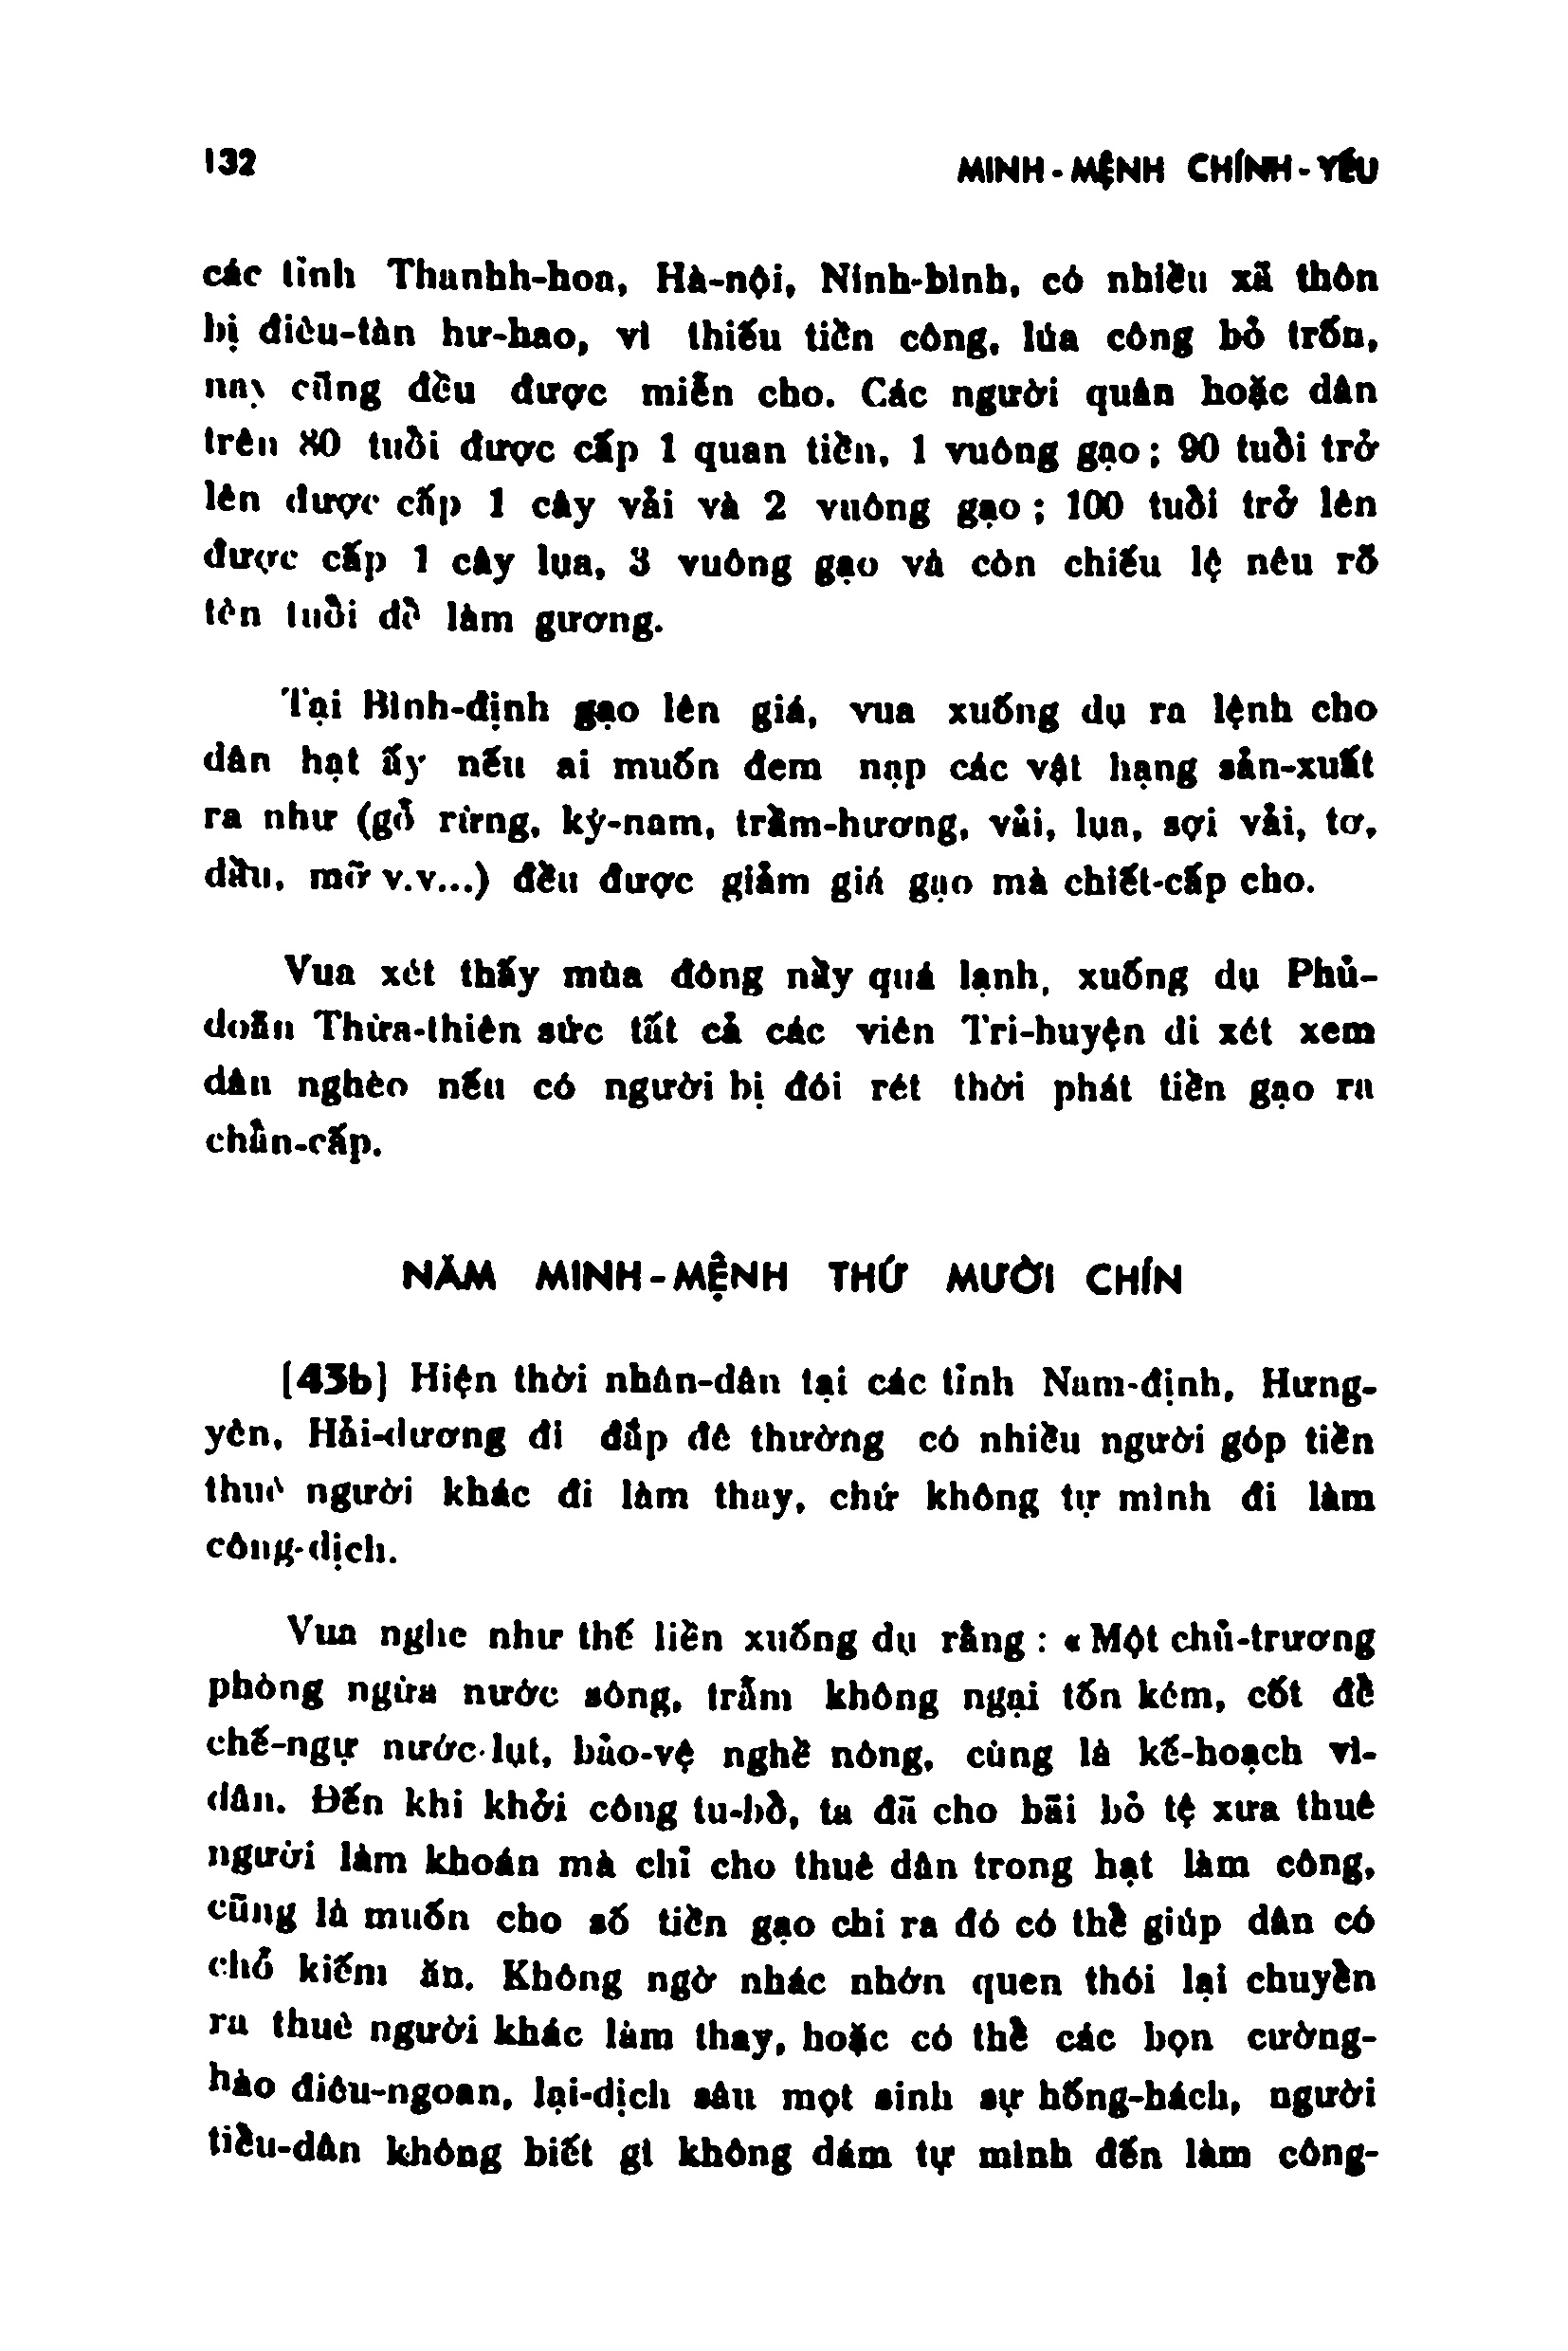 132
MINH-MỆNH CHÍNH-YẾU
các tỉnh Thanhh-hoa, Hà-nội, Ninh-bình, có nhiều xã thôn
bị điêu-tàn hư-hao, vì thiếu tiền công, lúa công bỏ trốn,
nay cũng đều được miễn cho. Các người quân hoặc dân
trên 80 tuổi được cấp 1 quan tiền, 1 vuông gạo; 90 tuổi trở
lên được cấp 1 cây vải và 2 vuông gạo; 100 tuổi trở lên
được cấp 1 cây lụa, 3 vuông gạo và còn chiếu lệ nêu rõ
tên tuổi để làm gương.
Tại Bình-định gạo lên giá, vua xuống dụ ra lệnh cho
dân hạt ấy nếu ai muốn đem nạp các vật hạng sản-xuất
ra như (gỗ rừng, kỳ-nam, trầm-hương, vải, lụa, sợi vải, tơ,
dầu, mỡ v.v...) đều được giảm giá gạo mà chiết-cấp cho.
Vua xét thấy mùa đông nầy quá lạnh, xuống dụ Phủ-
doãn Thừa-thiên sức tất cả các viên Tri-huyện đi xét xem
dân nghèo nếu có người bị đói rét thời phát tiền gạo ra
chẩn-cấp.
NĂM MINH-MỆNH THỨ MƯỜI CHÍN
[43b] Hiện thời nhân-dân tại các tỉnh Nam-định, Hưng-
yên, Hải-dương đi đắp đê thường có nhiều người góp tiền
thuê người khác đi làm thay, chứ không tự mình đi làm
công-dịch.
Vua nghe như thế liền xuống dụ rằng : « Một chủ-trương
phòng ngừa nước sông, trẫm không ngại tốn kém, cốt để
chế-ngự nước-lụt, bảo-vệ nghề nông, cùng là kế-hoạch vì-
dân. Đến khi khởi công tu-bổ, ta đã cho bãi bỏ tệ xưa thuê
người làm khoán mà chỉ cho thuê dân trong hạt làm công,
cũng là muốn cho số tiền gạo chi ra đó có thể giúp dân có
chỗ kiếm ăn. Không ngờ nhác nhớn quen thói lại chuyển
ra thuê người khác làm thay, hoặc có thể các bọn cường-
hào điêu-ngoan, lại-dịch sâu mọt sinh sự hống-hách, người
tiểu-dân không biết gì không dám tự mình đến làm công-